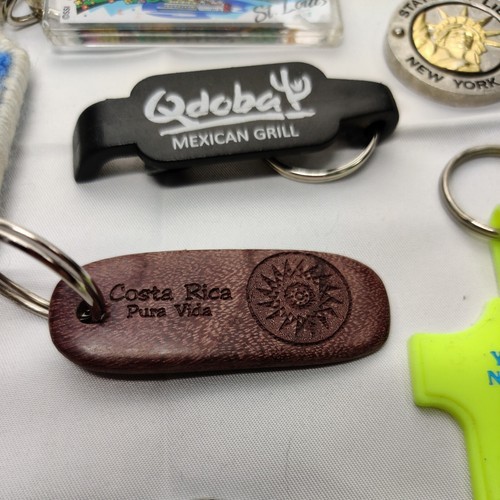 St. Louis
Qdoba
MEXICAN GRILL
NEW YORK
Costa Rica
Pura Vida